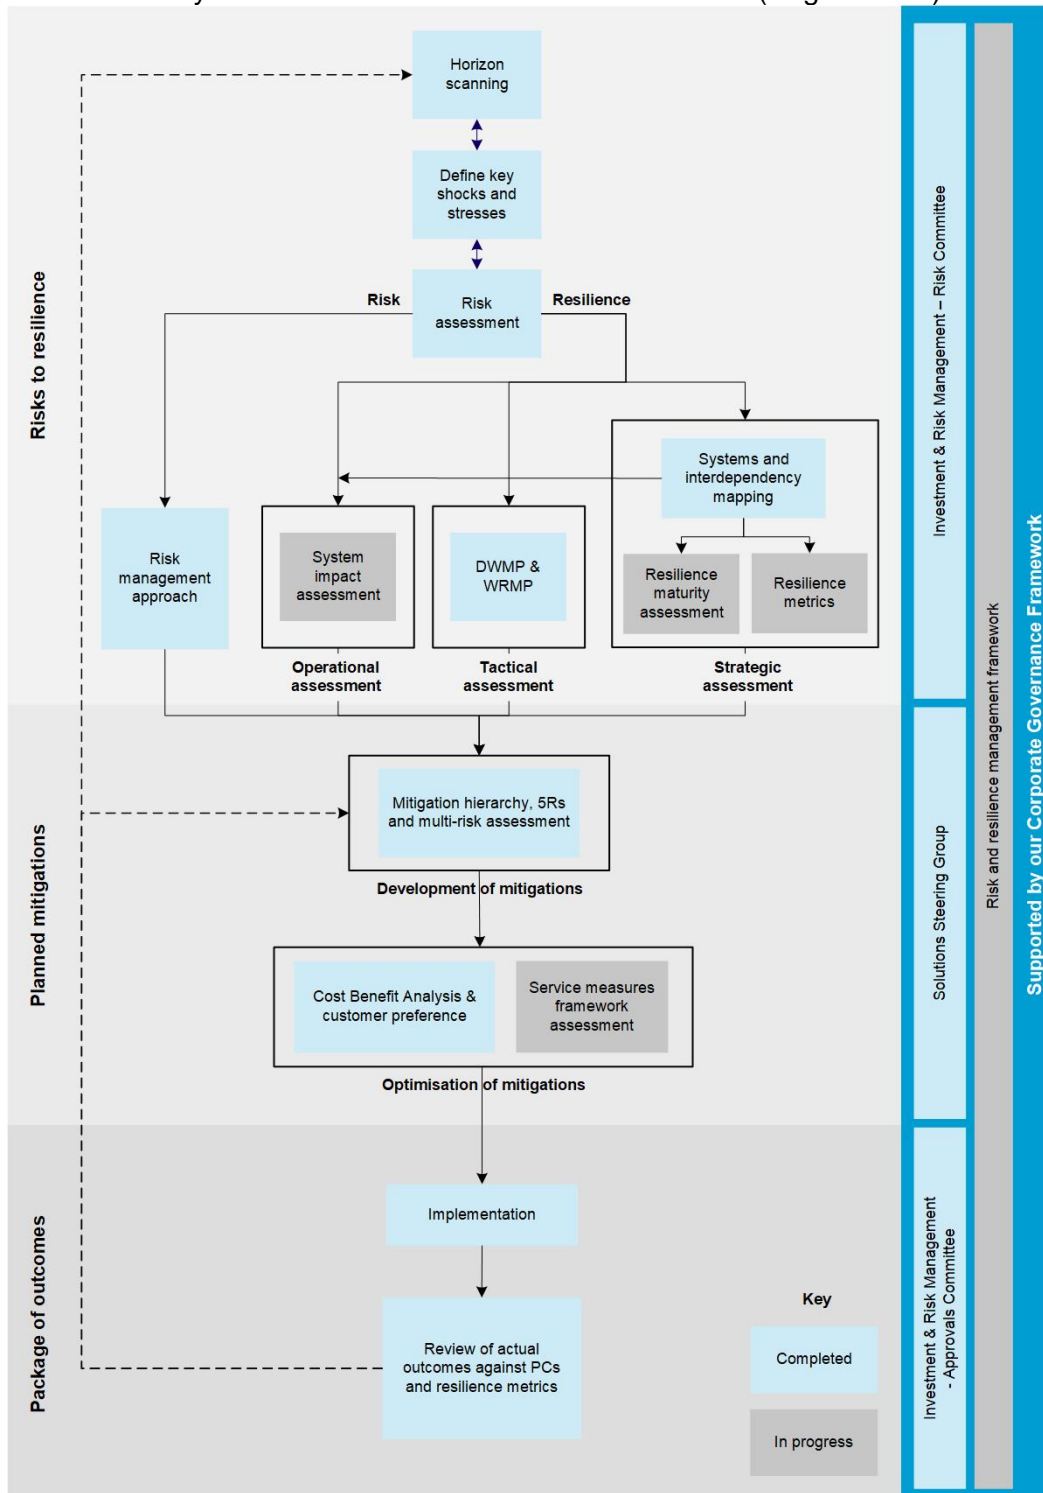 Horizon
scanning
Define key
shocks and
stresses
Risk
Resilience
Risk
assessment
Risks to resilience
Systems and
interdependency
mapping
Risk
management
approach
System
impact
assessment
DWMP &
WRMP
Resilience
maturity
assessment
Resilience
metrics
Operational
assessment
Tactical
assessment
Strategic
assessment
Planned mitigations
Mitigation hierarchy, 5Rs
and multi-risk assessment
Development of mitigations
Cost Benefit Analysis &
customer preference
Service measures
framework
assessment
Optimisation of mitigations
Package of outcomes
Implementation
Review of actual
outcomes against PCs
and resilience metrics
Key
Completed
In progress
Investment & Risk Management – Risk Committee
Solutions Steering Group
Investment & Risk Management
- Approvals Committee
Risk and resilience management framework
Supported by our Corporate Governance Framework